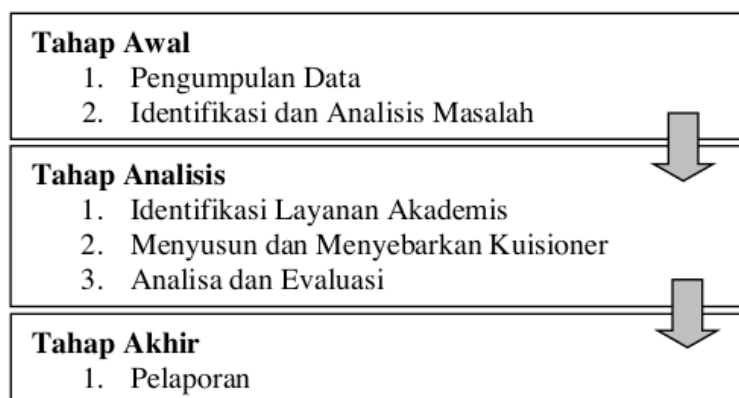 Tahap Awal
1. Pengumpulan Data
2. Identifikasi dan Analisis Masalah
Tahap Analisis
1. Identifikasi Layanan Akademis
2. Menyusun dan Menyebarkan Kuisioner
3. Analisa dan Evaluasi
Tahap Akhir
1. Pelaporan